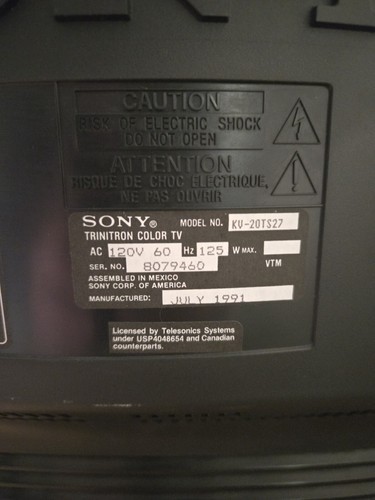 CAUTION
RISK OF ELECTRIC SHOCK
DO NOT OPEN
ATTENTION
RISQUE DE CHOC ELECTRIQUE,
NE PAS OUVRIR
SONY® MODEL NO. KV-20TS27
TRINITRON COLOR TV
AC 120V 60 Hz 125 W MAX.
SER. NO. 8079460 VTM
ASSEMBLED IN MEXICO
SONY CORP. OF AMERICA
MANUFACTURED: JULY 1991
Licensed by Telesonics Systems
under USP4048654 and Canadian
counterparts.